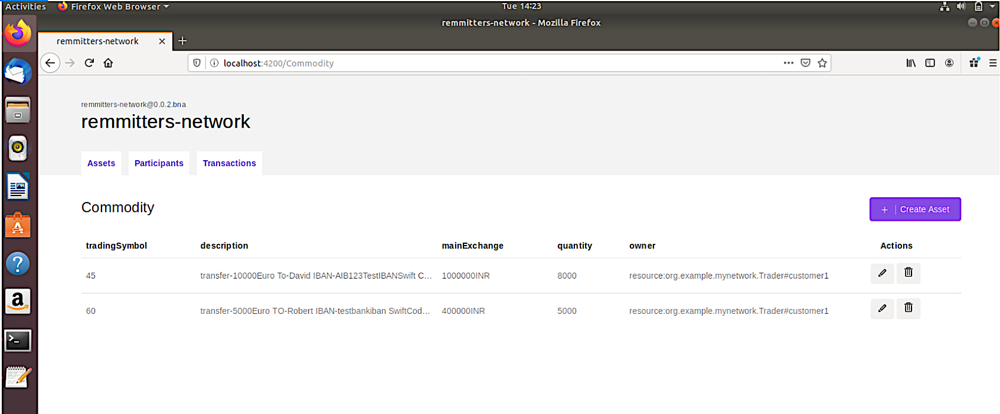 Activities Firefox Web Browser Tue 14:23
remmitters-network - Mozilla Firefox
remmitters-network
localhost:4200/Commodity
remmitters-network@0.0.2.bna
remmitters-network
Assets Participants Transactions
Commodity
+ | Create Asset
tradingSymbol description mainExchange quantity owner Actions
45 transfer-10000Euro To-David IBAN-AIB123TestIBANSwift C... 1000000INR 8000 resource:org.example.mynetwork.Trader#customer1
60 transfer-5000Euro TO-Robert IBAN-testbankiban SwiftCod... 400000INR 5000 resource:org.example.mynetwork.Trader#customer1